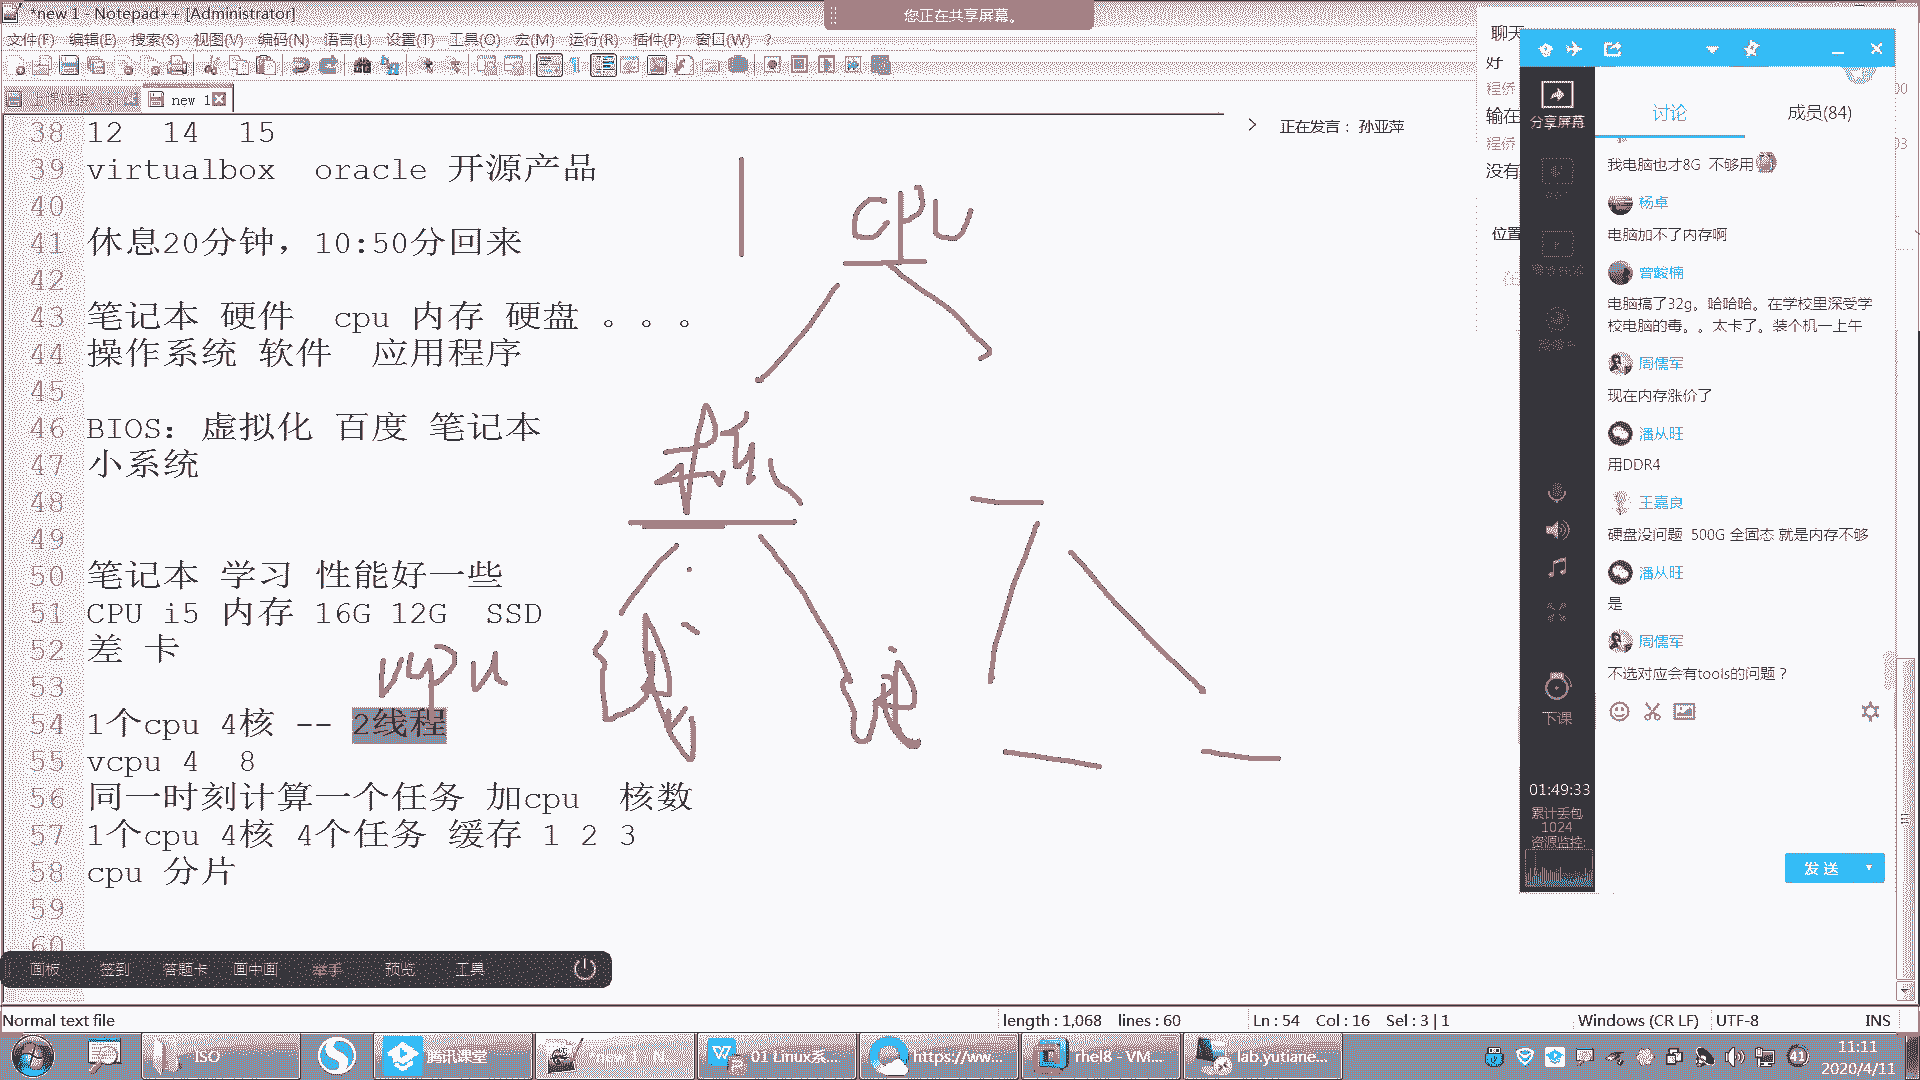 *new 1 - Notepad++ [Administrator]
您正在共享屏幕。
文件(F) 编辑(E) 搜索(S) 视图(V) 编码(N) 语言(L) 设置(T) 工具(O) 宏(M) 运行(R) 插件(P) 窗口(W) ?
new 1
正在发言： 孙亚萍
38 12 14 15
39 virtualbox oracle 开源产品
40
41 休息20分钟，10:50分回来
42
43 笔记本 硬件 cpu 内存 硬盘 。。。
44 操作系统 软件 应用程序
45
46 BIOS：虚拟化 百度 笔记本
47 小系统
48
49
50 笔记本 学习 性能好一些
51 CPU i5 内存 16G 12G SSD
52 差 卡
53
54 1个cpu 4核 -- 2线程
55 vcpu 4 8
56 同一时刻计算一个任务 加cpu 核数
57 1个cpu 4核 4个任务 缓存 1 2 3
58 cpu 分片
59
60
cpu
vcpu
画板 签到 答题卡 画中画 举手 预览 工具
聊天
好
程侨
输在
程侨
没有
位置
分享屏幕
下课
01:49:33
累计丢包
1024
资源监控:
讨论 成员(84)
我电脑也才8G 不够用
杨卓
电脑加不了内存啊
曾峻楠
电脑搞了32g。哈哈哈。在学校里深受学
校电脑的毒。。太卡了。装个机一上午
周儒军
现在内存涨价了
潘从旺
用DDR4
王嘉良
硬盘没问题 500G 全固态 就是内存不够
潘从旺
是
周儒军
不选对应会有tools的问题？
发送
Normal text file length : 1,068 lines : 60 Ln : 54 Col : 16 Sel : 3 | 1 Windows (CR LF) UTF-8 INS
ISO
腾讯课堂
*new 1 - N...
01 Linux系...
https://ww...
rhel8 - VM...
lab.yutiane...
41
11:11
2020/4/11